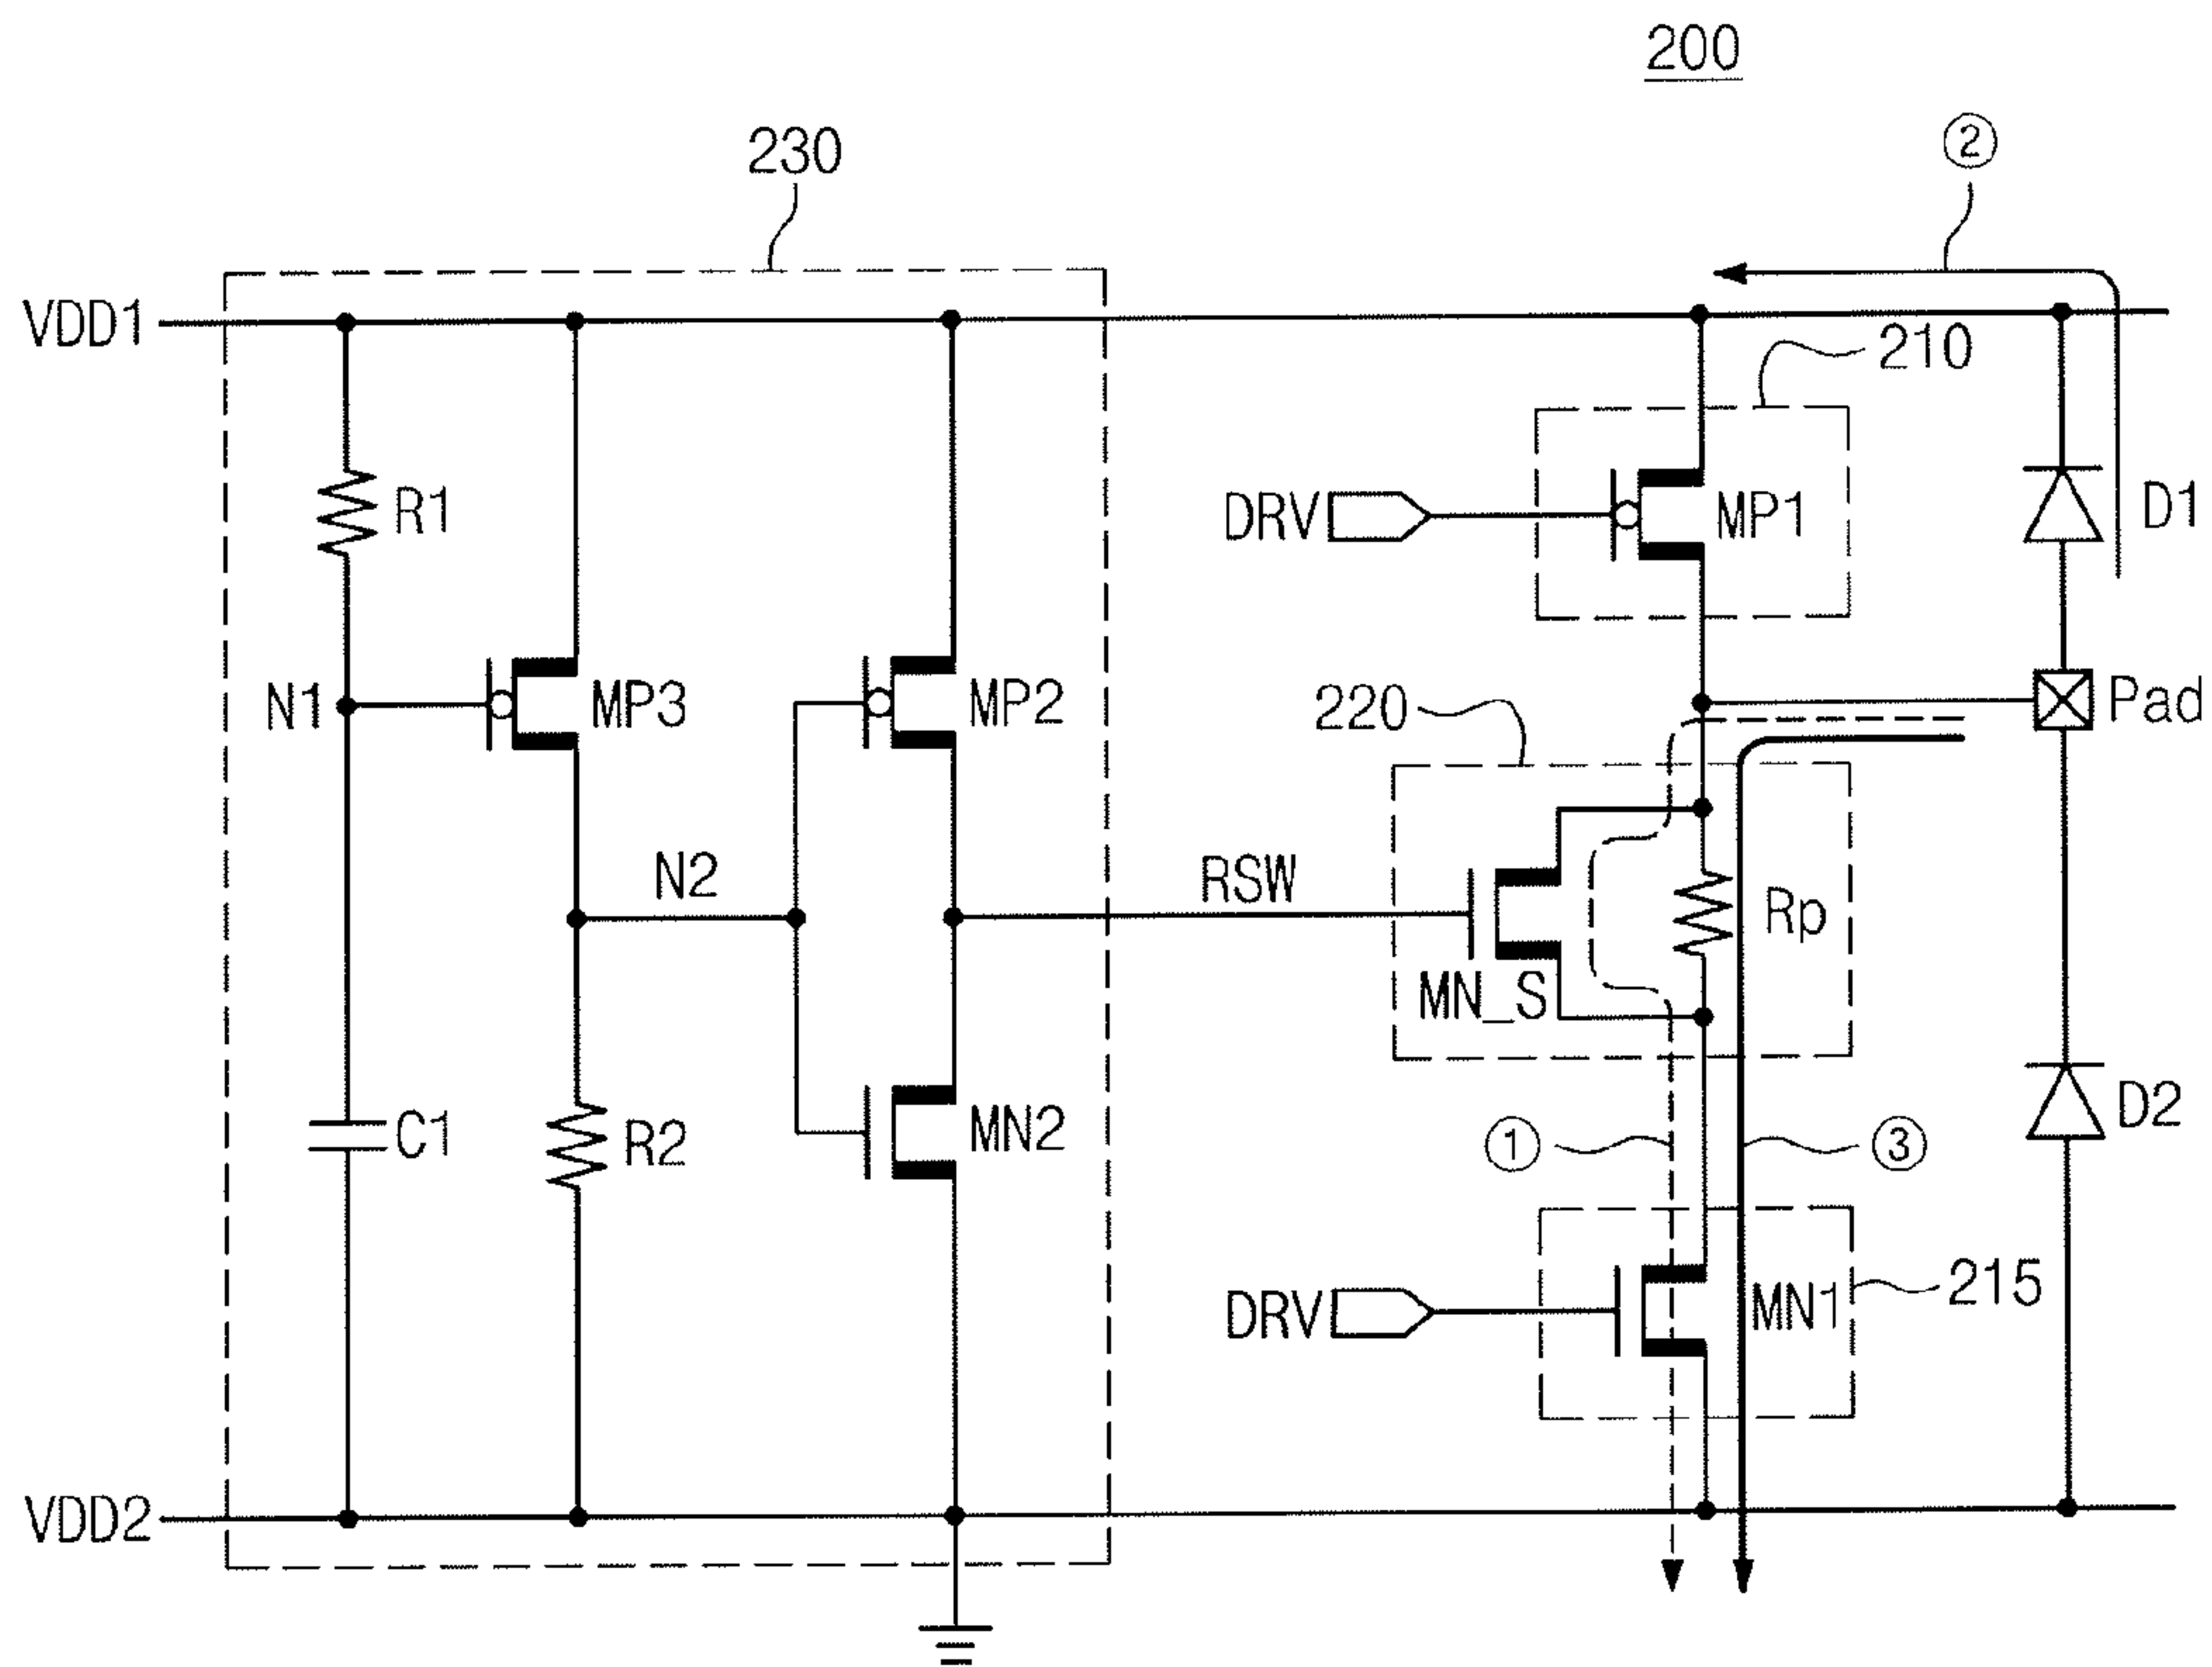 200
②
230
VDD1
210
R1
DRV
MP1
D1
N1
MP3
MP2
220
Pad
N2
RSW
Rp
MN_S
C1
R2
MN2
①
③
D2
DRV
MN1
215
VDD2